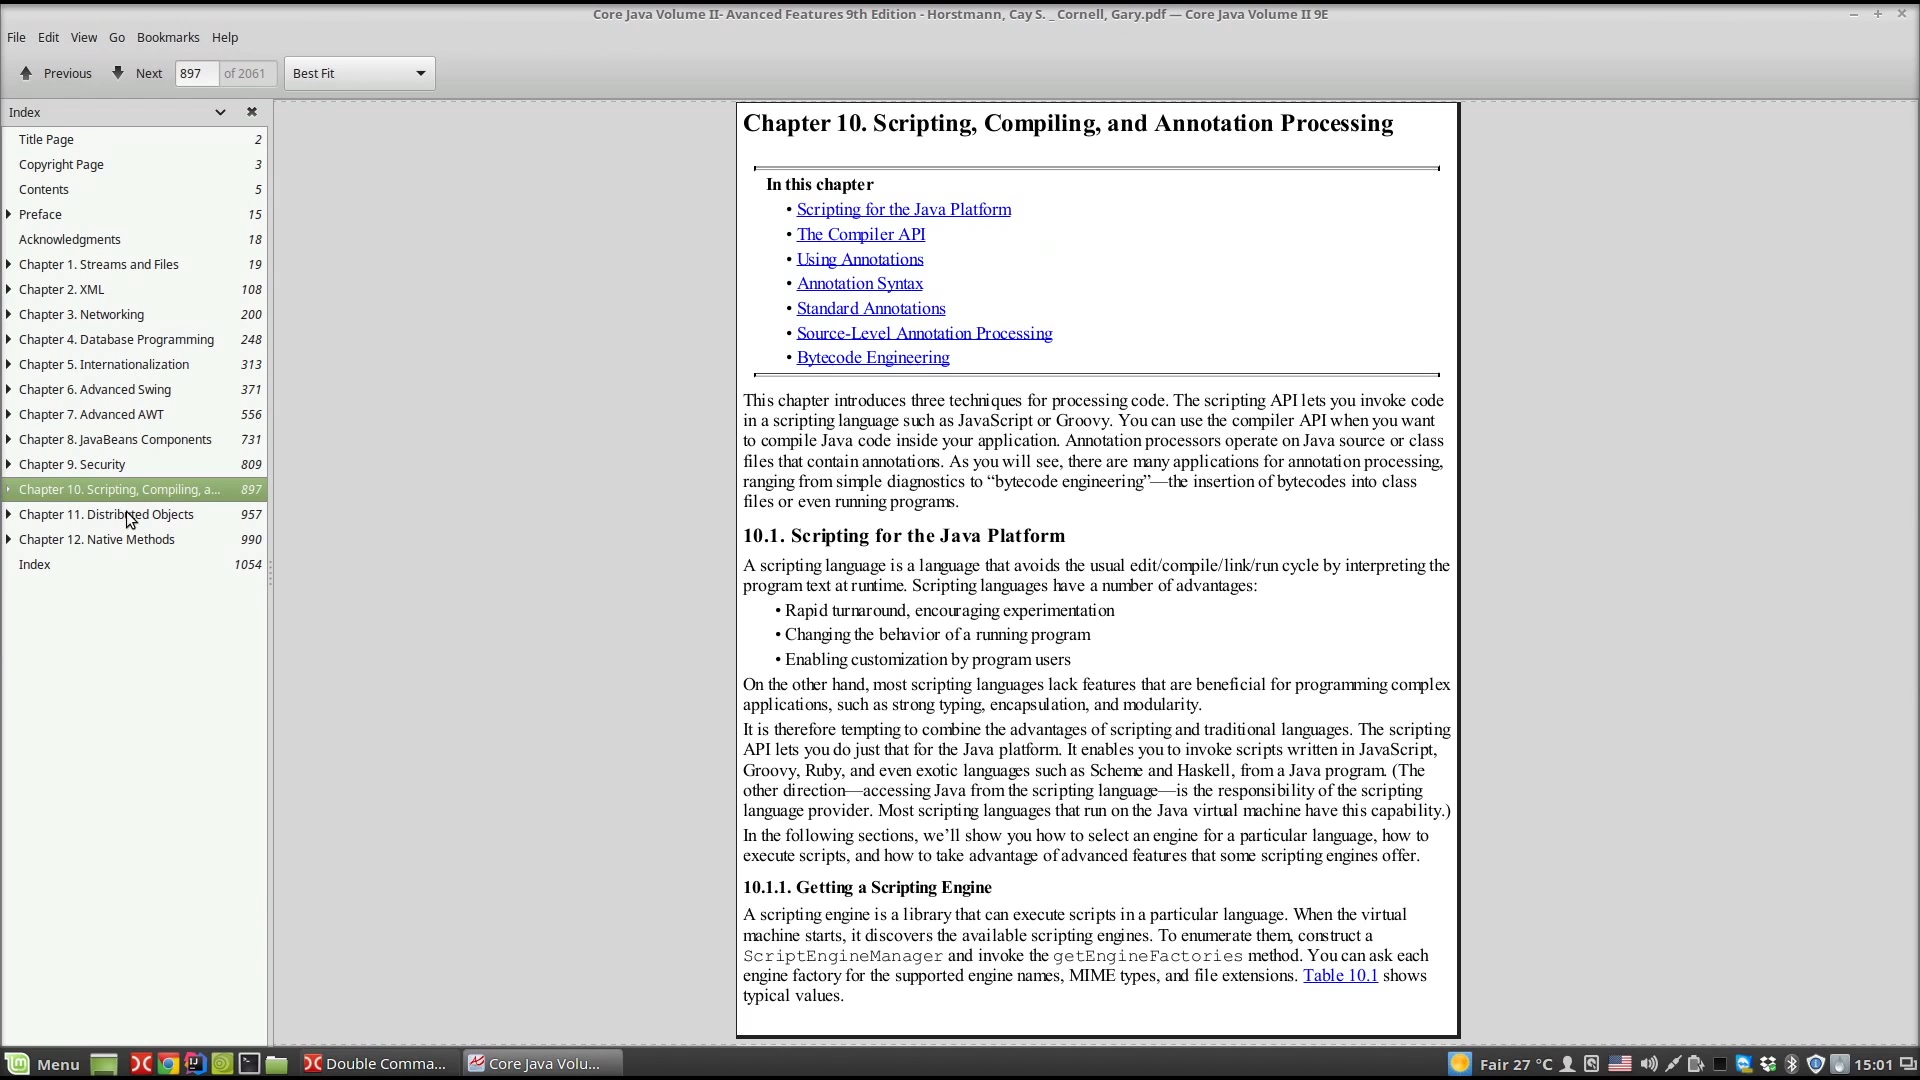 Core Java Volume II- Avanced Features 9th Edition - Horstmann, Cay S. _ Cornell, Gary.pdf — Core Java Volume II 9E
File Edit View Go Bookmarks Help
Previous Next 897 of 2061 Best Fit
Index
Title Page 2
Copyright Page 3
Contents 5
Preface 15
Acknowledgments 18
Chapter 1. Streams and Files 19
Chapter 2. XML 108
Chapter 3. Networking 200
Chapter 4. Database Programming 248
Chapter 5. Internationalization 313
Chapter 6. Advanced Swing 371
Chapter 7. Advanced AWT 556
Chapter 8. JavaBeans Components 731
Chapter 9. Security 809
Chapter 10. Scripting, Compiling, a... 897
Chapter 11. Distributed Objects 957
Chapter 12. Native Methods 990
Index 1054
Chapter 10. Scripting, Compiling, and Annotation Processing
In this chapter
• Scripting for the Java Platform
• The Compiler API
• Using Annotations
• Annotation Syntax
• Standard Annotations
• Source-Level Annotation Processing
• Bytecode Engineering
This chapter introduces three techniques for processing code. The scripting API lets you invoke code
in a scripting language such as JavaScript or Groovy. You can use the compiler API when you want
to compile Java code inside your application. Annotation processors operate on Java source or class
files that contain annotations. As you will see, there are many applications for annotation processing,
ranging from simple diagnostics to “bytecode engineering”—the insertion of bytecodes into class
files or even running programs.
10.1. Scripting for the Java Platform
A scripting language is a language that avoids the usual edit/compile/link/run cycle by interpreting the
program text at runtime. Scripting languages have a number of advantages:
• Rapid turnaround, encouraging experimentation
• Changing the behavior of a running program
• Enabling customization by program users
On the other hand, most scripting languages lack features that are beneficial for programming complex
applications, such as strong typing, encapsulation, and modularity.
It is therefore tempting to combine the advantages of scripting and traditional languages. The scripting
API lets you do just that for the Java platform. It enables you to invoke scripts written in JavaScript,
Groovy, Ruby, and even exotic languages such as Scheme and Haskell, from a Java program. (The
other direction—accessing Java from the scripting language—is the responsibility of the scripting
language provider. Most scripting languages that run on the Java virtual machine have this capability.)
In the following sections, we’ll show you how to select an engine for a particular language, how to
execute scripts, and how to take advantage of advanced features that some scripting engines offer.
10.1.1. Getting a Scripting Engine
A scripting engine is a library that can execute scripts in a particular language. When the virtual
machine starts, it discovers the available scripting engines. To enumerate them, construct a
ScriptEngineManager and invoke the getEngineFactories method. You can ask each
engine factory for the supported engine names, MIME types, and file extensions. Table 10.1 shows
typical values.
Menu Double Comma... Core Java Volu... Fair 27 °C 15:01